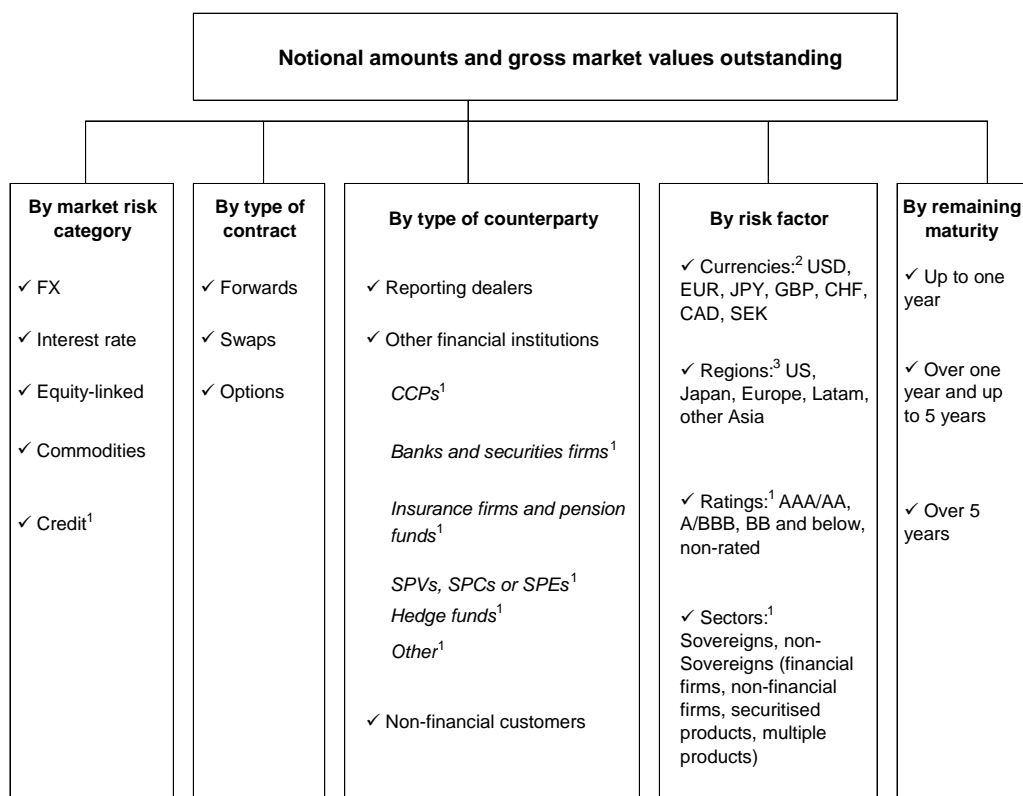 Notional amounts and gross market values outstanding
By market risk
category
✓ FX
✓ Interest rate
✓ Equity-linked
✓ Commodities
✓ Credit¹
By type of
contract
✓ Forwards
✓ Swaps
✓ Options
By type of counterparty
✓ Reporting dealers
✓ Other financial institutions
CCPs¹
Banks and securities firms¹
Insurance firms and pension
funds¹
SPVs, SPCs or SPEs¹
Hedge funds¹
Other¹
✓ Non-financial customers
By risk factor
✓ Currencies:² USD,
EUR, JPY, GBP, CHF,
CAD, SEK
✓ Regions:³ US,
Japan, Europe, Latam,
other Asia
✓ Ratings:¹ AAA/AA,
A/BBB, BB and below,
non-rated
✓ Sectors:¹
Sovereigns, non-
Sovereigns (financial
firms, non-financial
firms, securitised
products, multiple
products)
By remaining
maturity
✓ Up to one
year
✓ Over one
year and up
to 5 years
✓ Over 5
years